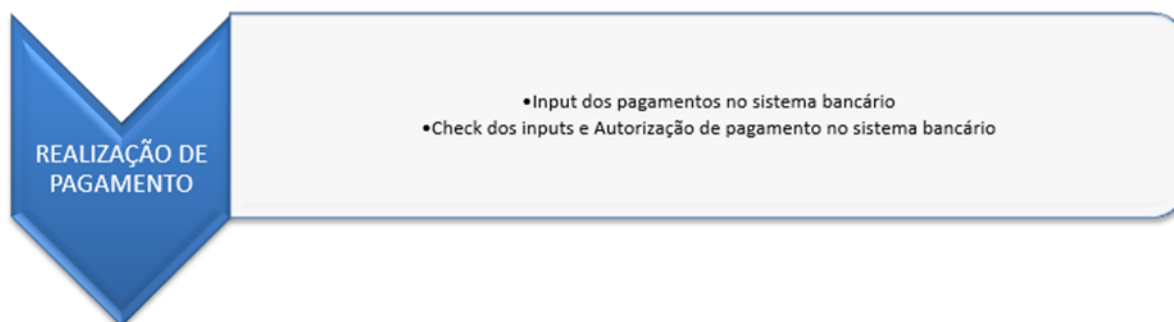 REALIZAÇÃO DE
PAGAMENTO
•Input dos pagamentos no sistema bancário
•Check dos inputs e Autorização de pagamento no sistema bancário